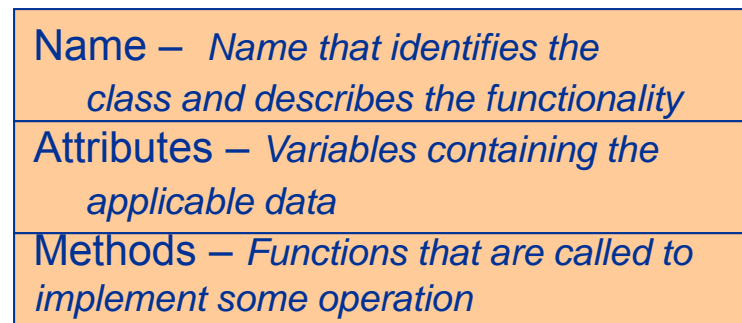 Name – Name that identifies the
class and describes the functionality
Attributes – Variables containing the
applicable data
Methods – Functions that are called to
implement some operation